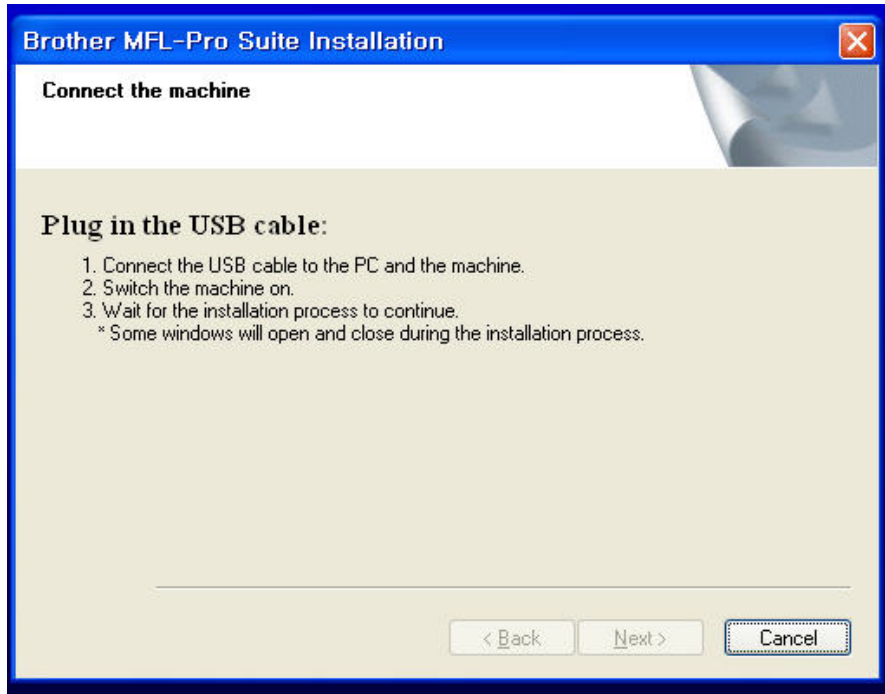 Brother MFL-Pro Suite Installation
Connect the machine
Plug in the USB cable:
1. Connect the USB cable to the PC and the machine.
2. Switch the machine on.
3. Wait for the installation process to continue.
* Some windows will open and close during the installation process.
< Back Next > Cancel